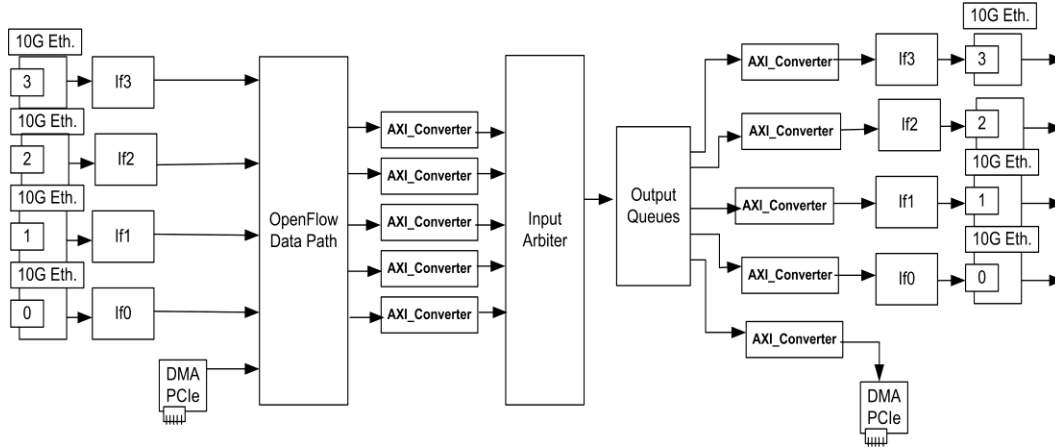 10G Eth.
3
If3
10G Eth.
2
If2
10G Eth.
1
If1
10G Eth.
0
If0
DMA
PCIe
OpenFlow
Data Path
AXI_Converter
AXI_Converter
AXI_Converter
AXI_Converter
AXI_Converter
Input
Arbiter
Output
Queues
AXI_Converter
If3
10G Eth.
3
AXI_Converter
If2
10G Eth.
2
AXI_Converter
If1
10G Eth.
1
AXI_Converter
If0
10G Eth.
0
AXI_Converter
DMA
PCIe